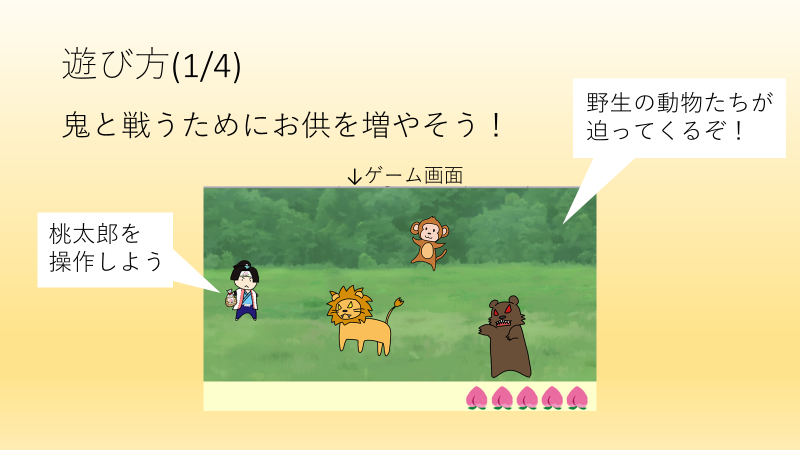 遊び方(1/4)
鬼と戦うためにお供を増やそう！
野生の動物たちが
迫ってくるぞ！
↓ゲーム画面
桃太郎を
操作しよう